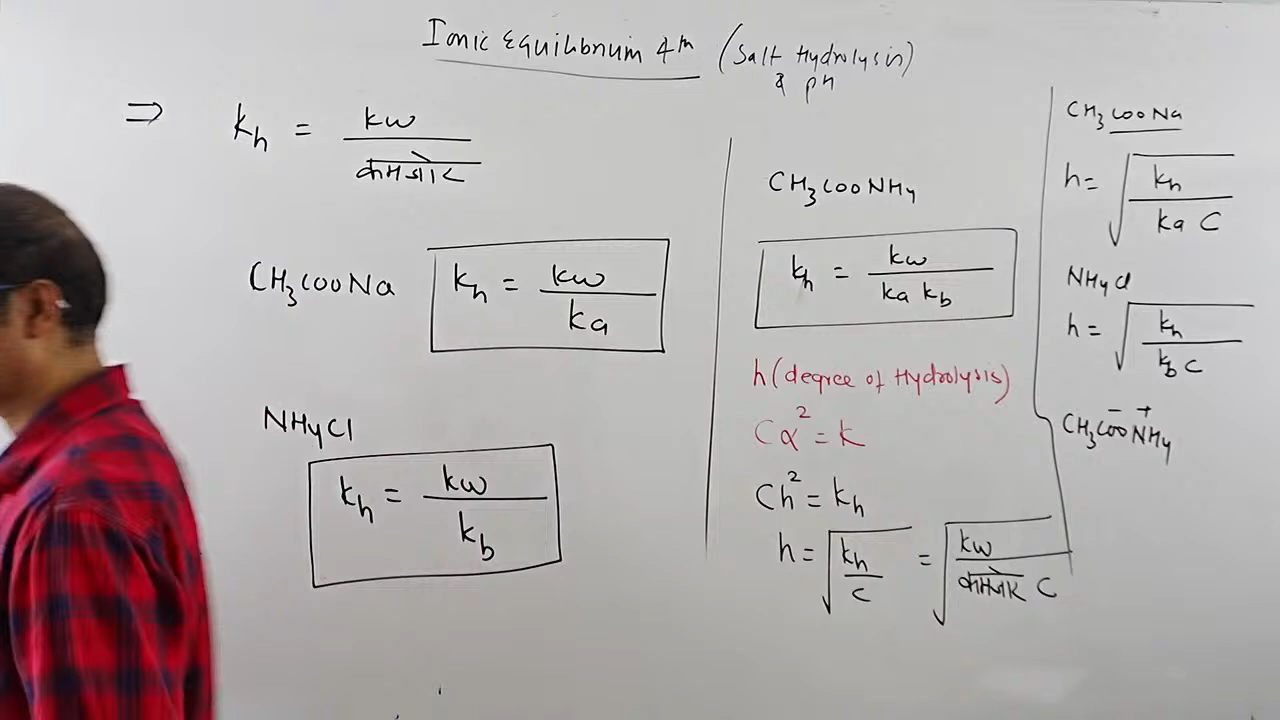 Ionic Equilibrium 4th (Salt Hydrolysis)
& pH
⇒ kh = kw / कमजोर
CH3COONa kh = kw / ka
NH4Cl
kh = kw / kb
CH3COONH4
kh = kw / ka kb
h (degree of Hydrolysis)
Cα² = k
Ch² = kh
h = √(kh / C) = √(kw / कमजोर C)
CH3COONa
h = √(kh / ka C)
NH4Cl
h = √(kh / kb C)
CH3COO⁻N⁺H4